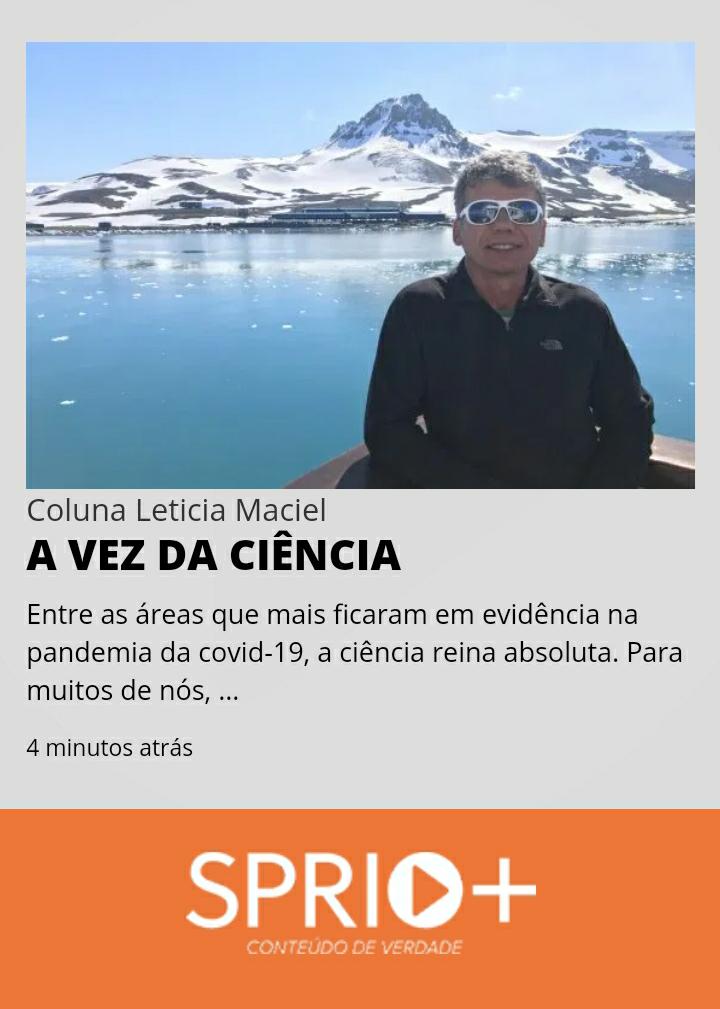 Coluna Leticia Maciel
A VEZ DA CIÊNCIA
Entre as áreas que mais ficaram em evidência na
pandemia da covid-19, a ciência reina absoluta. Para
muitos de nós, ...
4 minutos atrás
SPRIO+
CONTEÚDO DE VERDADE